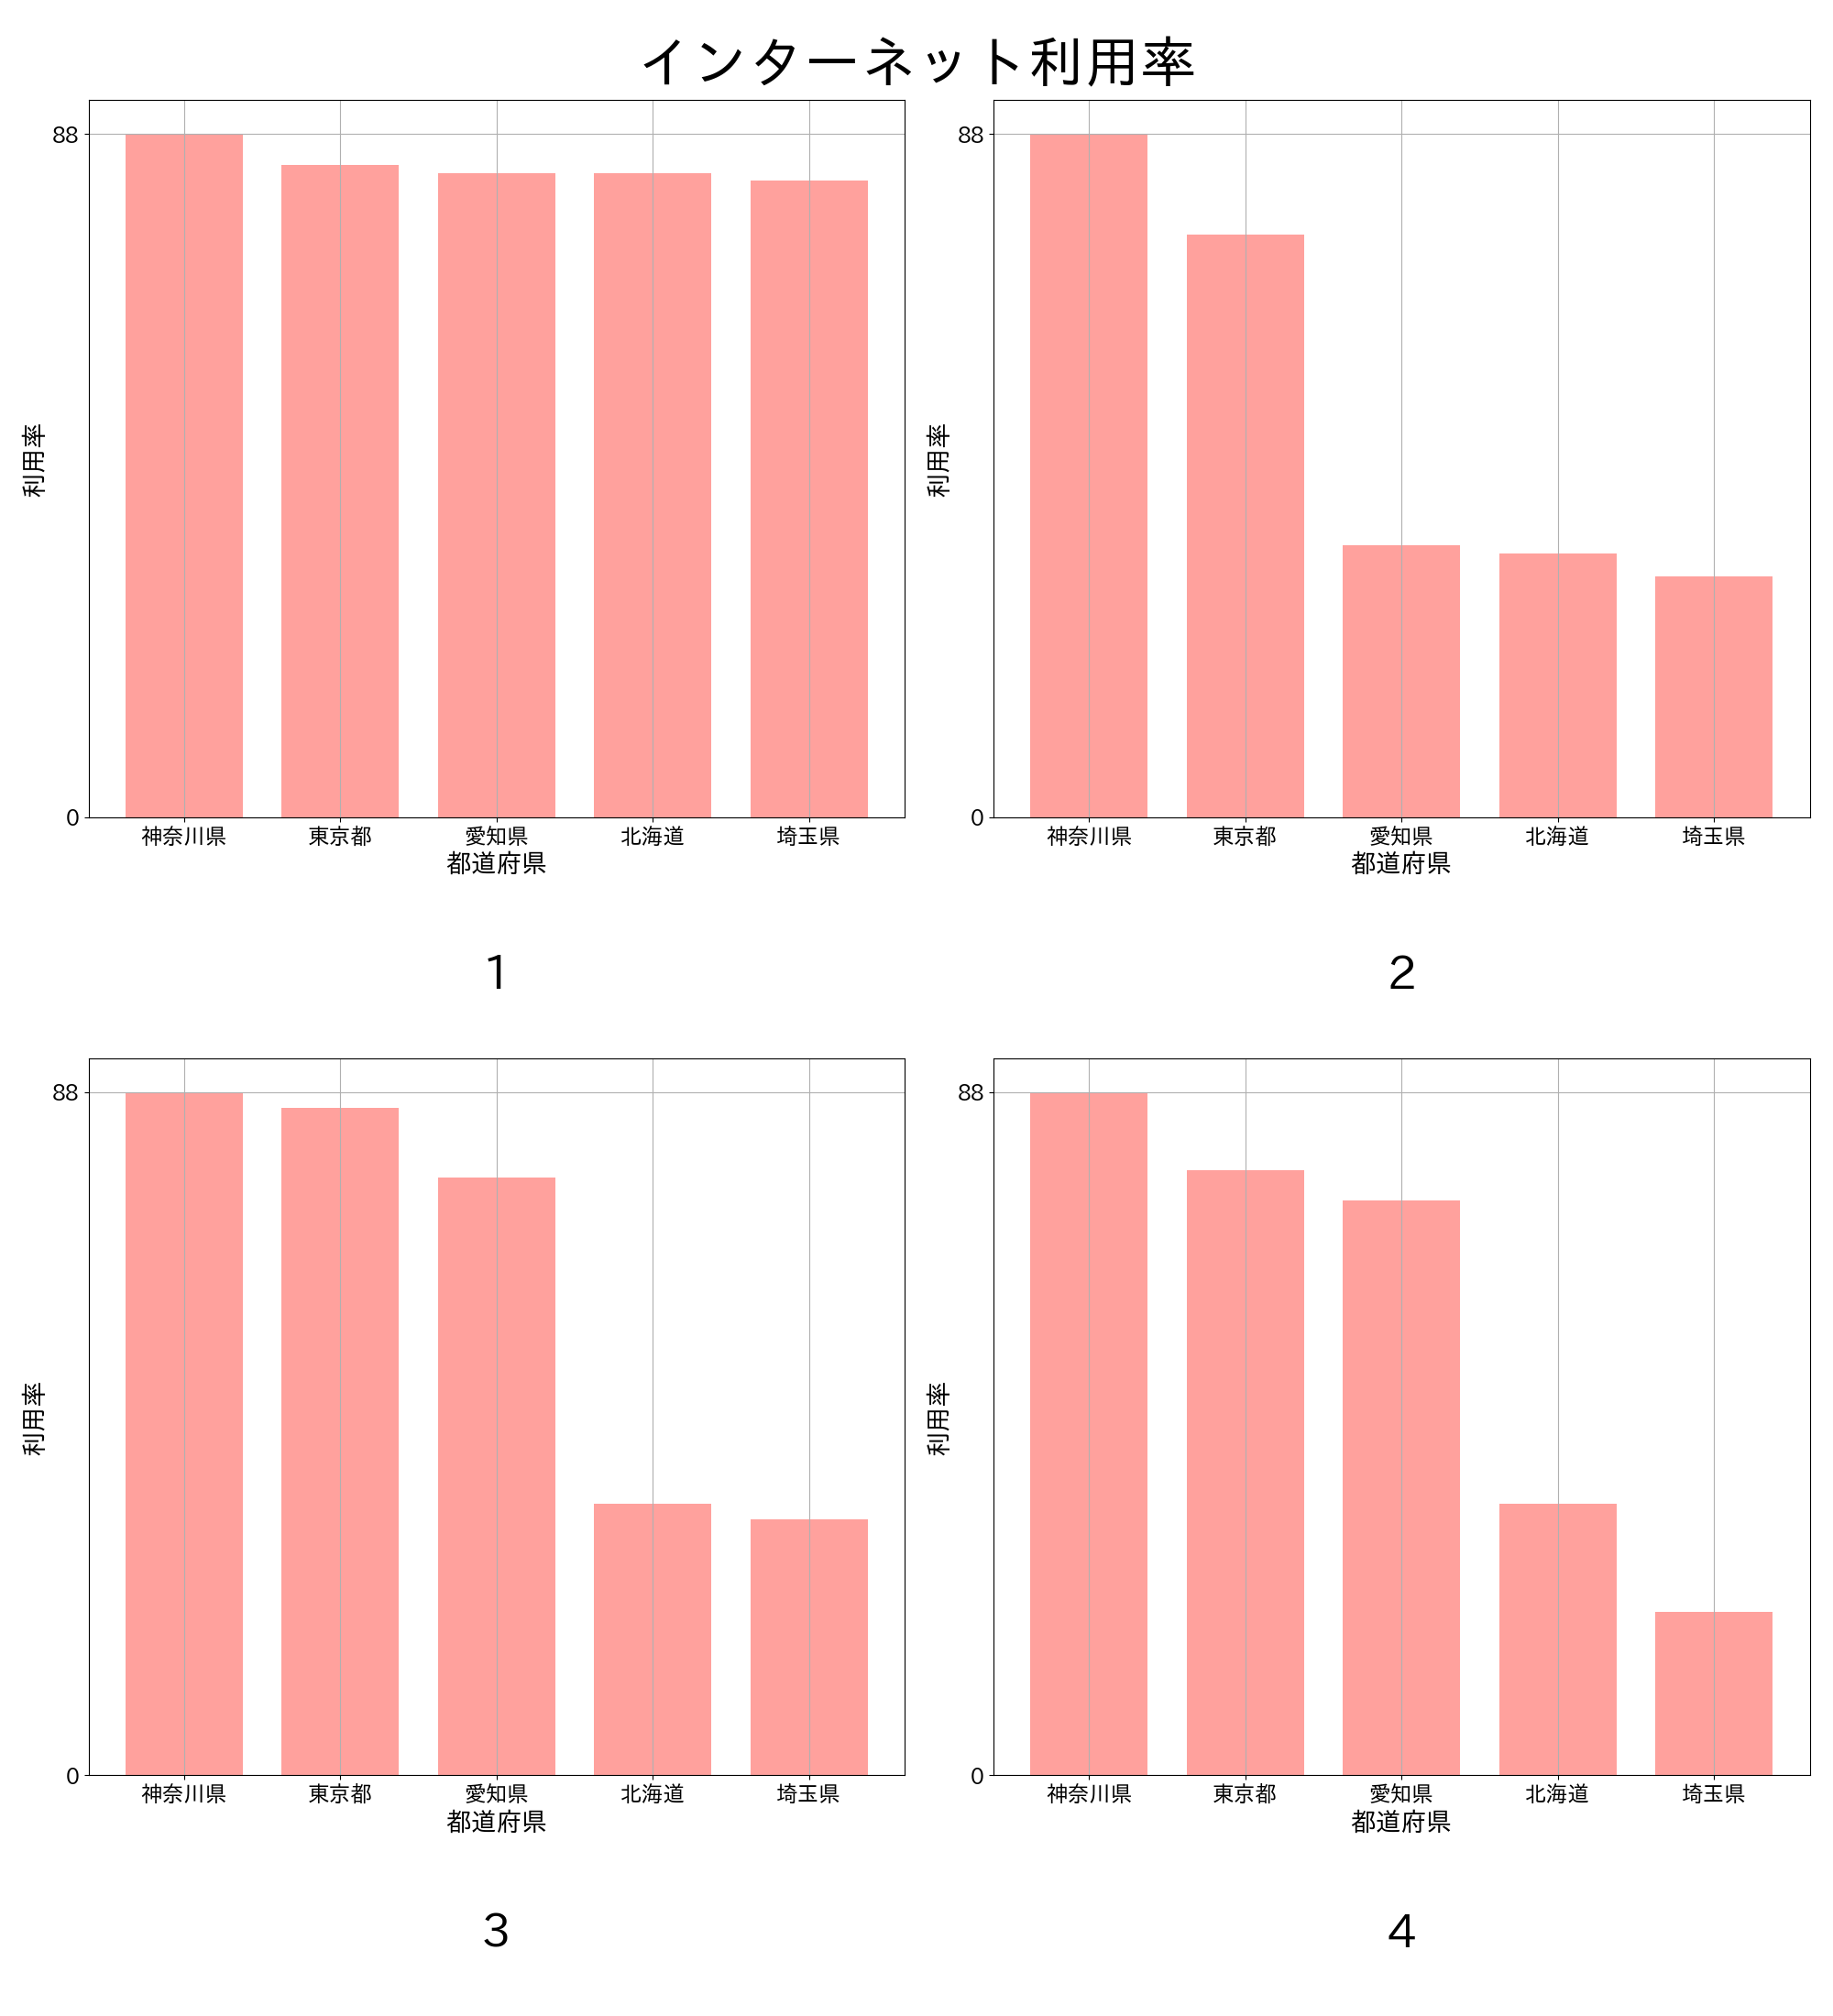 インターネット利用率
88
0
利用率
神奈川県 東京都 愛知県 北海道 埼玉県
都道府県
1
88
0
利用率
神奈川県 東京都 愛知県 北海道 埼玉県
都道府県
2
88
0
利用率
神奈川県 東京都 愛知県 北海道 埼玉県
都道府県
3
88
0
利用率
神奈川県 東京都 愛知県 北海道 埼玉県
都道府県
4